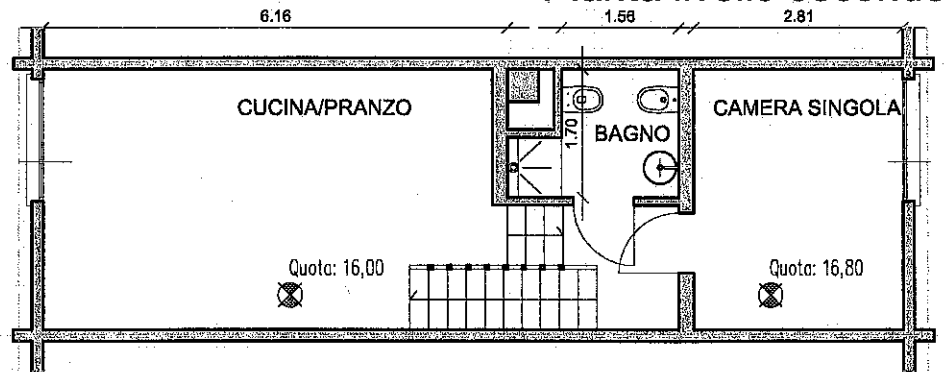 6.16
1.56
2.81
CUCINA/PRANZO
CAMERA SINGOLA
BAGNO
1.70
Quota: 16,00
Quota: 16,80